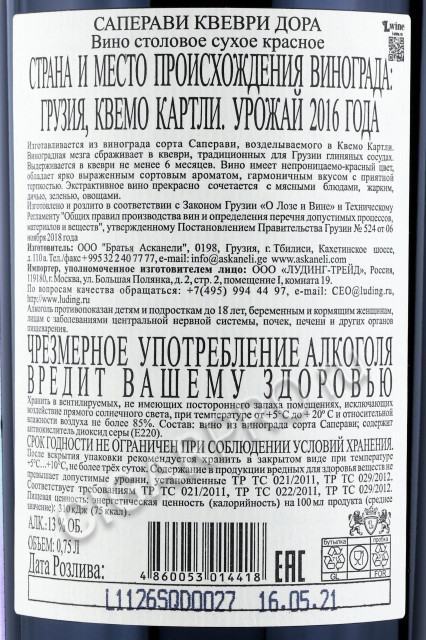 САПЕРАВИ КВЕВРИ ДОРА
Вино столовое сухое красное
СТРАНА И МЕСТО ПРОИСХОЖДЕНИЯ ВИНОГРАДА:
ГРУЗИЯ, КВЕМО КАРТЛИ. УРОЖАЙ 2016 ГОДА
Изготавливается из винограда сорта Саперави, возделываемого в Квемо Картли.
Виноградная мезга сбраживает в квеври, традиционных для Грузии глиняных сосудах.
Выдерживается в квеври не менее 6 месяцев. Вино имеет непроницаемо-красный цвет,
обладает ярко выраженным сортовым ароматом, гармоничным вкусом с приятной
терпкостью. Экстрактивное вино прекрасно сочетается с мясными блюдами, жарким,
дичью, зеленью, овощами.
Изготовлено и розлито в соответствии с Законом Грузии «О Лозе и Вине» и Техническому
Регламенту "Общих правил производства вин и определения перечня допустимых процессов,
материалов и веществ", утвержденному Постановлением Правительства Грузии № 524 от 06
ноября 2018 года
Изготовитель: ООО "Братья Асканели", 0198, Грузия, г. Тбилиси, Кахетинское шоссе,
д. 110 а. Тел./факс +995 32 240 77 77, e-mail: info@askaneli.ge www.askaneli.com
Импортер, уполномоченное изготовителем лицо: ООО «ЛУДИНГ-ТРЕЙД», Россия,
119180, г. Москва, ул. Большая Полянка, д. 2, стр. 2, помещение I, комната 19.
По вопросам качества обращаться: +7(495) 994 44 97, e-mail: CEO@luding.ru,
http://www.luding.ru
Алкоголь противопоказан детям и подросткам до 18 лет, беременным и кормящим женщинам,
лицам с заболеваниями центральной нервной системы, почек, печени и других органов
пищеварения.
ЧРЕЗМЕРНОЕ УПОТРЕБЛЕНИЕ АЛКОГОЛЯ
ВРЕДИТ ВАШЕМУ ЗДОРОВЬЮ
Хранить в вентилируемых, не имеющих постороннего запаха помещениях, исключающих
воздействие прямого солнечного света, при температуре от +5°С до + 20°С и относительной
влажности воздуха не более 85%. Состав: вино из винограда сорта Саперави; содержит
антиокислитель диоксид серы (Е220).
СРОК ГОДНОСТИ НЕ ОГРАНИЧЕН ПРИ СОБЛЮДЕНИИ УСЛОВИЙ ХРАНЕНИЯ.
После вскрытия упаковки рекомендуется хранить в закрытом виде при температуре
+5°С...+10°С, не более трёх суток. Содержание в продукции вредных для здоровья веществ не
превышает допустимые уровни, установленные ТР ТС 021/2011, ТР ТС 029/2012.
Соответствует требованиям ТР ТС 021/2011, ТР ТС 022/2011, ТР ТС 029/2012.
Пищевая ценность: энергетическая ценность (калорийность) на 100 мл продукта (среднее
значение): 310 кДж (75 ккал).
АЛК.: 13 % ОБ.
ОБЪЕМ: 0,75 Л
Дата Розлива:
4 860053 014418
EAC
бутылка
пробка
GL
FOR
L1126SQD0027 16.05.21
Lwine